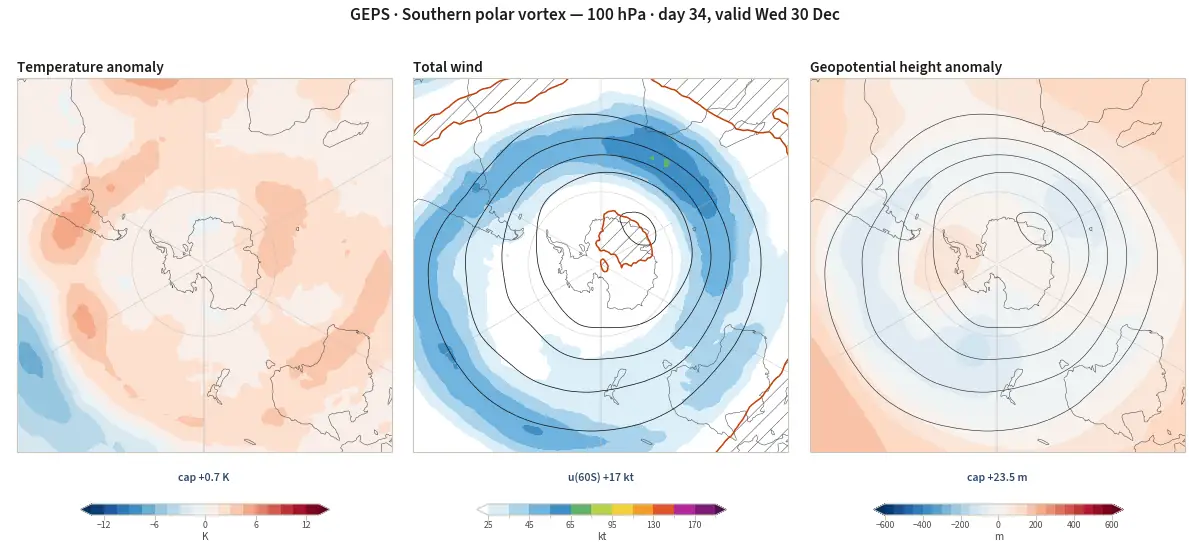 GEPS · Southern polar vortex — 100 hPa · day 34, valid Wed 30 Dec
Temperature anomaly
Total wind
Geopotential height anomaly
cap +0.7 K
u(60S) +17 kt
cap +23.5 m
−12 −6 0 6 12
K
25 45 65 95 130 170
kt
−600 −400 −200 0 200 400 600
m